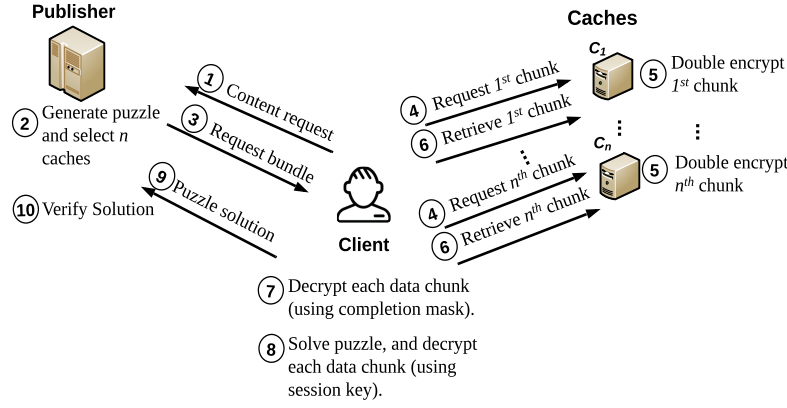 Publisher
Caches
C1
1 Content request
2 Generate puzzle
and select n
caches
3 Request bundle
4 Request 1st chunk
5 Double encrypt
1st chunk
6 Retrieve 1st chunk
Cn
4 Request nth chunk
5 Double encrypt
nth chunk
6 Retrieve nth chunk
9 Puzzle solution
10 Verify Solution
Client
7 Decrypt each data chunk
(using completion mask).
8 Solve puzzle, and decrypt
each data chunk (using
session key).